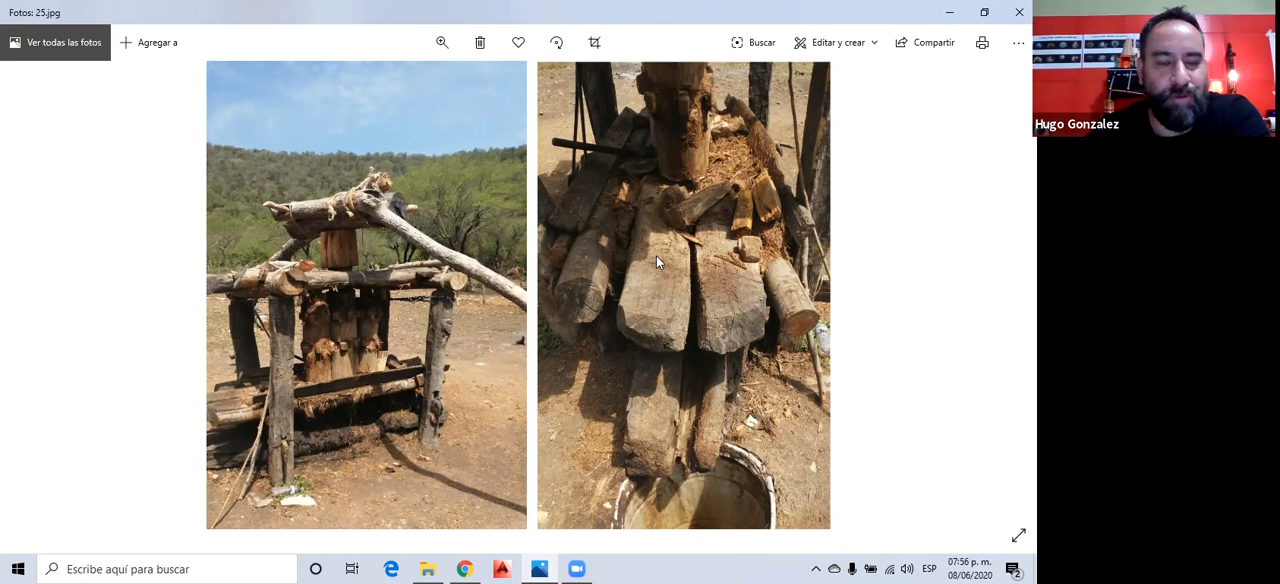 Fotos: 25.jpg
Ver todas las fotos
Agregar a
Buscar
Editar y crear
Compartir
Hugo Gonzalez
Escribe aquí para buscar
ESP
07:56 p. m.
08/06/2020
2